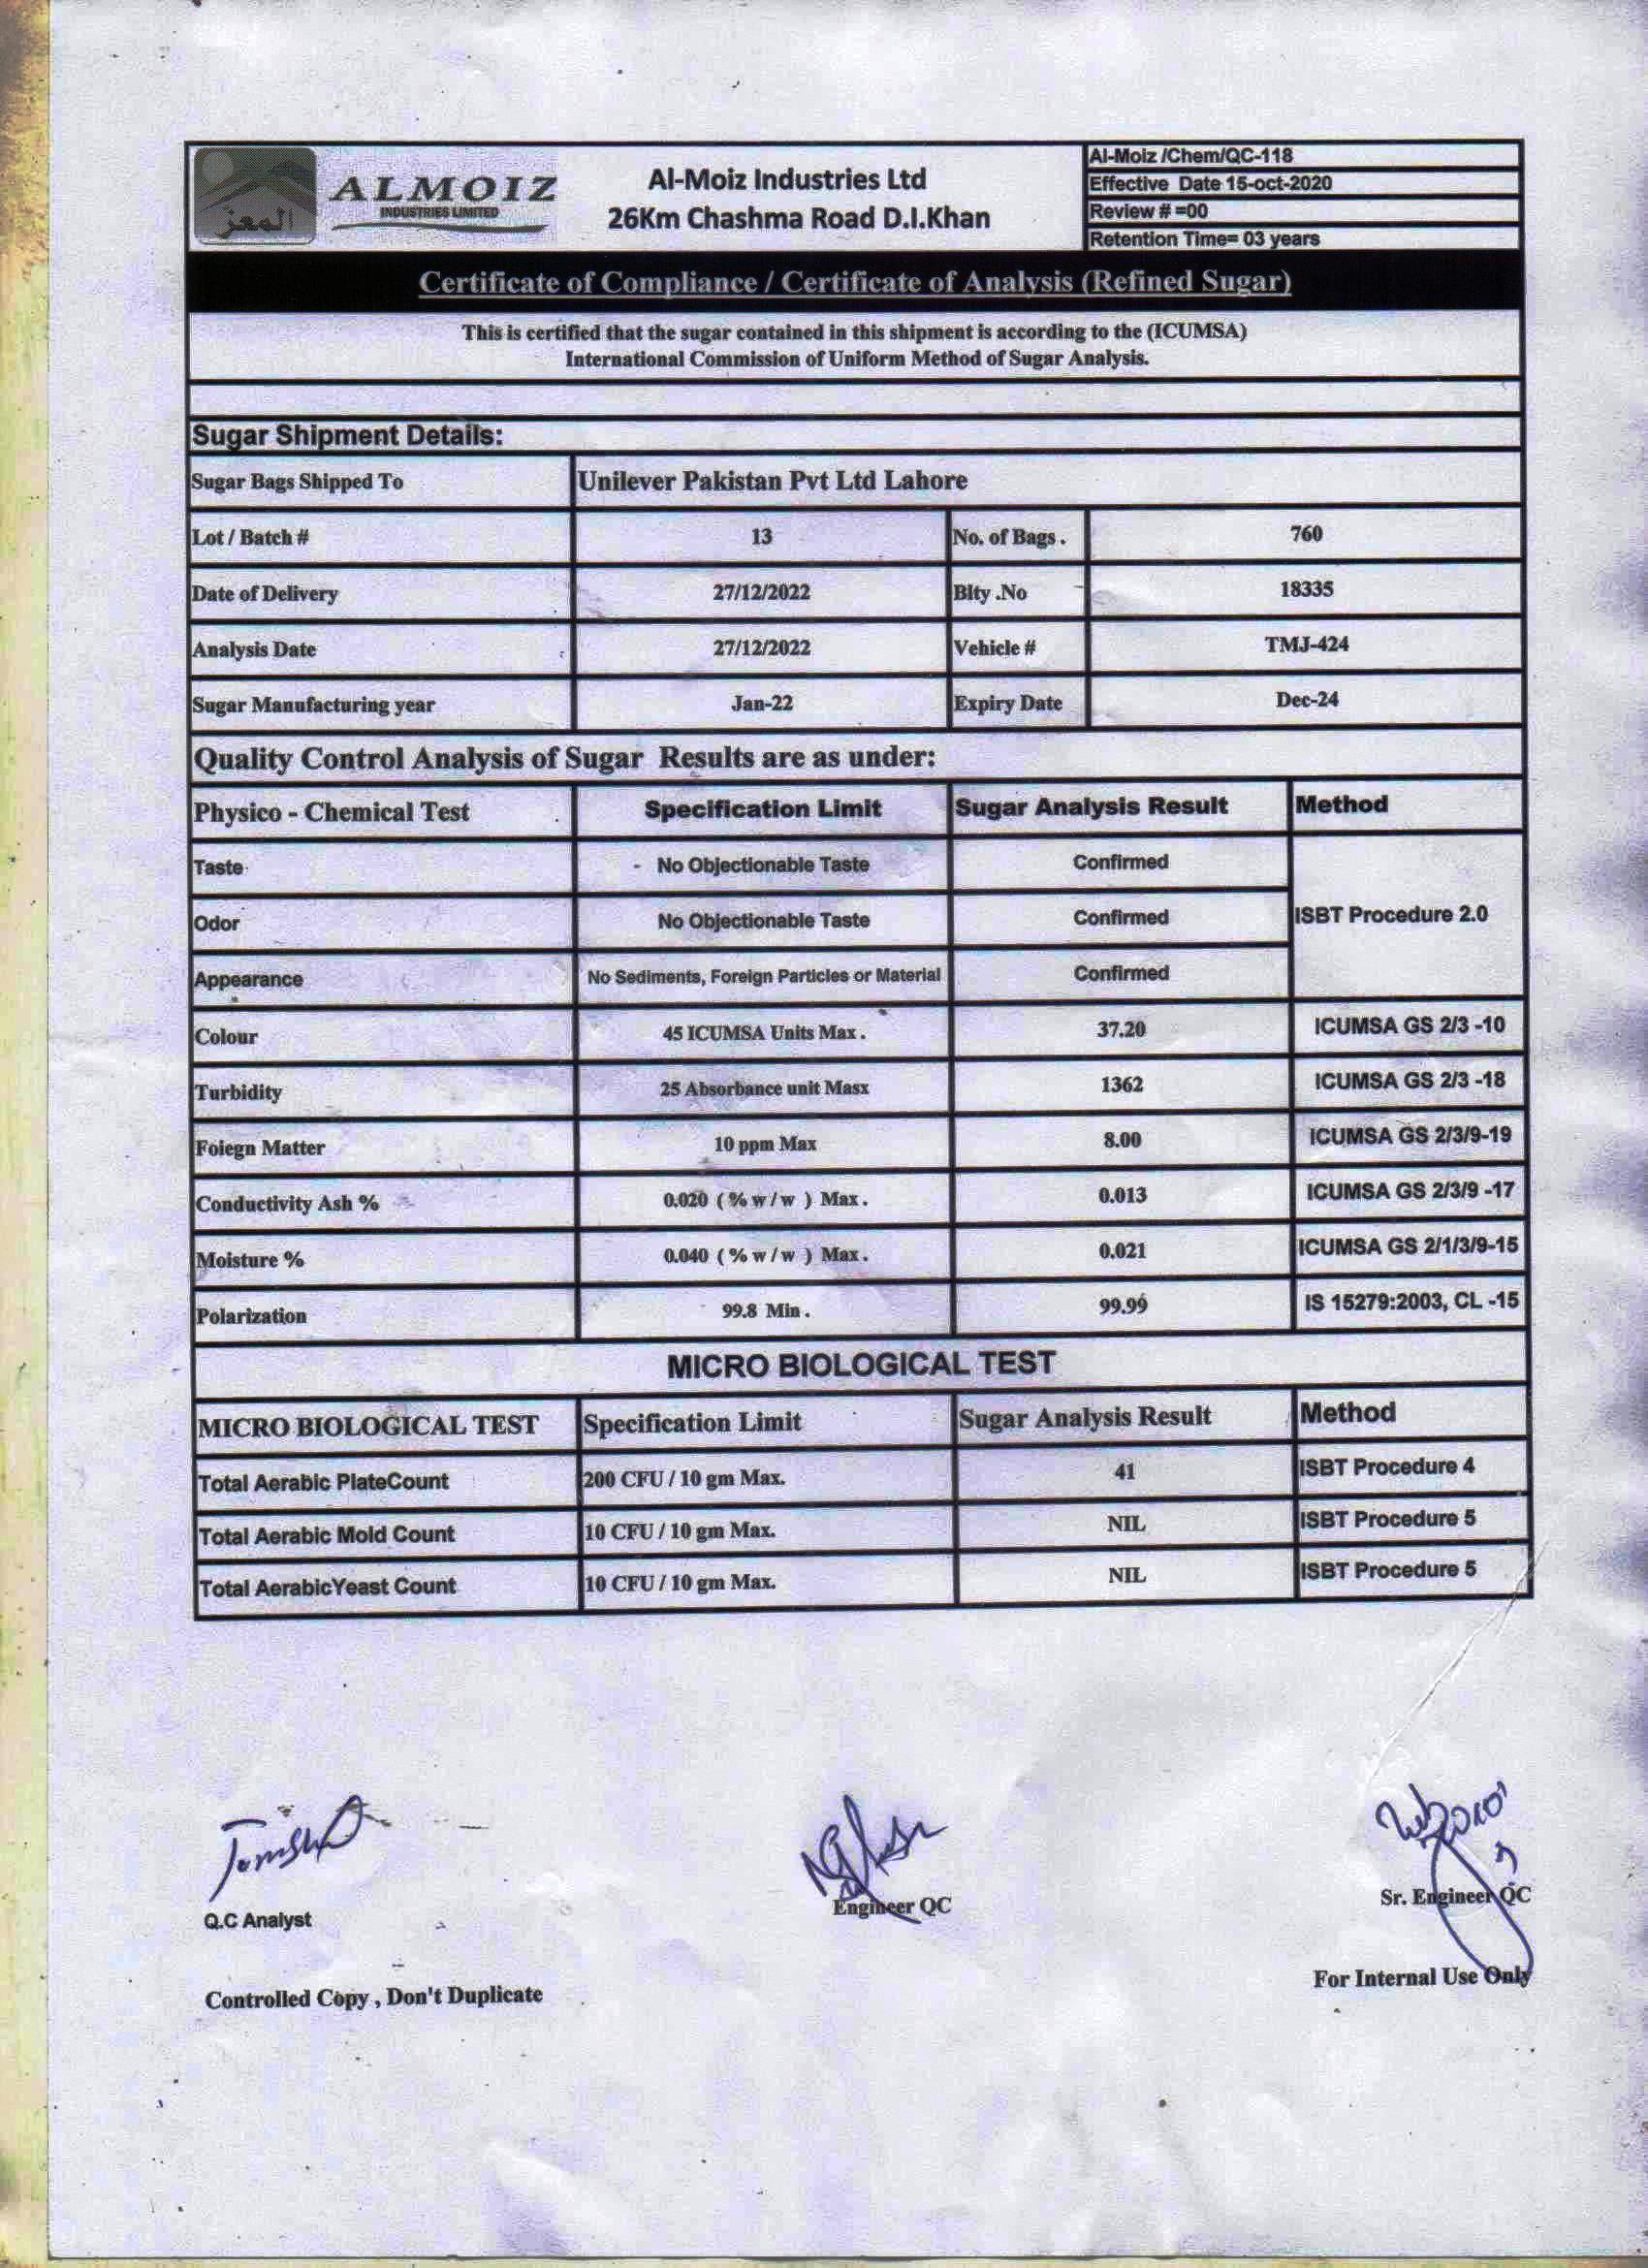 المعز
ALMOIZ
INDUSTRIES LIMITED
Al-Moiz Industries Ltd
26Km Chashma Road D.I.Khan
Al-Moiz /Chem/QC-118
Effective Date 15-oct-2020
Review # =00
Retention Time= 03 years
Certificate of Compliance / Certificate of Analysis (Refined Sugar)
This is certified that the sugar contained in this shipment is according to the (ICUMSA)
International Commission of Uniform Method of Sugar Analysis.
Sugar Shipment Details:
Sugar Bags Shipped To Unilever Pakistan Pvt Ltd Lahore
Lot / Batch # 13 No. of Bags . 760
Date of Delivery 27/12/2022 Blty .No 18335
Analysis Date 27/12/2022 Vehicle # TMJ-424
Sugar Manufacturing year Jan-22 Expiry Date Dec-24
Quality Control Analysis of Sugar Results are as under:
Physico - Chemical Test Specification Limit Sugar Analysis Result Method
Taste No Objectionable Taste Confirmed
Odor No Objectionable Taste Confirmed ISBT Procedure 2.0
Appearance No Sediments, Foreign Particles or Material Confirmed
Colour 45 ICUMSA Units Max . 37.20 ICUMSA GS 2/3 -10
Turbidity 25 Absorbance unit Masx 1362 ICUMSA GS 2/3 -18
Foiegn Matter 10 ppm Max 8.00 ICUMSA GS 2/3/9-19
Conductivity Ash % 0.020 ( % w / w ) Max . 0.013 ICUMSA GS 2/3/9 -17
Moisture % 0.040 ( % w / w ) Max . 0.021 ICUMSA GS 2/1/3/9-15
Polarization 99.8 Min . 99.99 IS 15279:2003, CL -15
MICRO BIOLOGICAL TEST
MICRO BIOLOGICAL TEST Specification Limit Sugar Analysis Result Method
Total Aerabic PlateCount 200 CFU / 10 gm Max. 41 ISBT Procedure 4
Total Aerabic Mold Count 10 CFU / 10 gm Max. NIL ISBT Procedure 5
Total AerabicYeast Count 10 CFU / 10 gm Max. NIL ISBT Procedure 5
Q.C Analyst Engineer QC Sr. Engineer QC
Controlled Copy , Don't Duplicate For Internal Use Only